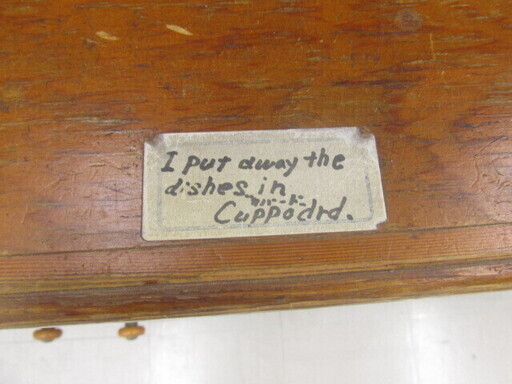 I put away the
dishes in
Cuppodrd.